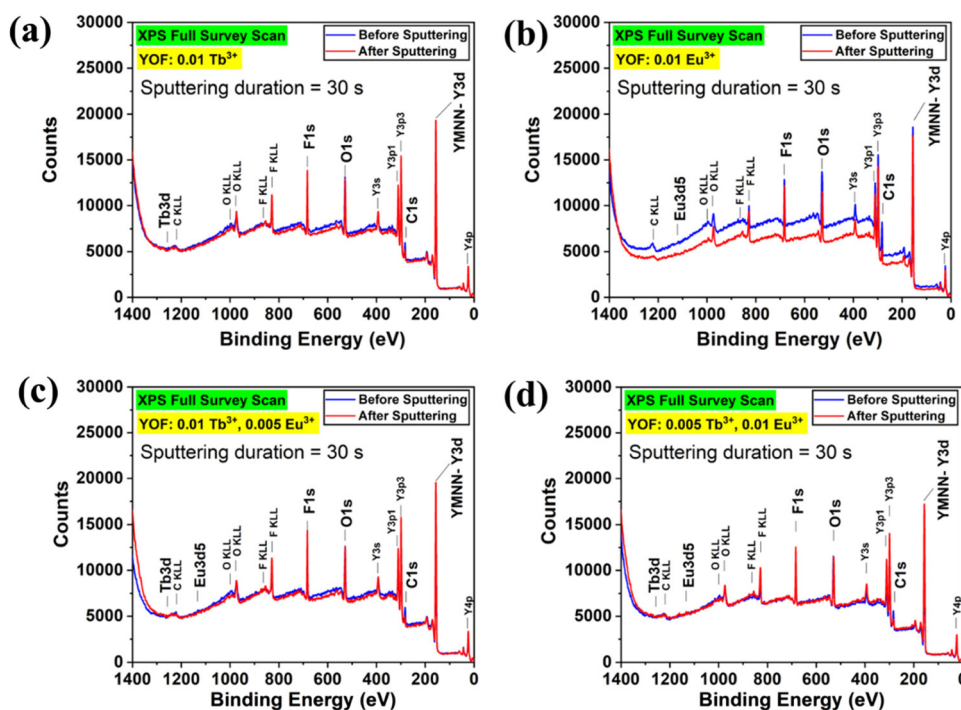 (a)
30000
25000
20000
15000
10000
5000
0
Counts
XPS Full Survey Scan
YOF: 0.01 Tb³⁺
Sputtering duration = 30 s
Before Sputtering
After Sputtering
Tb3d
C KLL
O KLL
O KLL
F KLL
F KLL
F1s
O1s
Y3s
Y3p1
Y3p3
C1s
YMNN- Y3d
Y4p
1400 1200 1000 800 600 400 200 0
Binding Energy (eV)
(b)
30000
25000
20000
15000
10000
5000
0
Counts
XPS Full Survey Scan
YOF: 0.01 Eu³⁺
Sputtering duration = 30 s
Before Sputtering
After Sputtering
C KLL
Eu3d5
O KLL
O KLL
F KLL
F KLL
F1s
O1s
Y3s
Y3p1
Y3p3
C1s
YMNN- Y3d
Y4p
1400 1200 1000 800 600 400 200 0
Binding Energy (eV)
(c)
30000
25000
20000
15000
10000
5000
0
Counts
XPS Full Survey Scan
YOF: 0.01 Tb³⁺, 0.005 Eu³⁺
Sputtering duration = 30 s
Before Sputtering
After Sputtering
Tb3d
C KLL
Eu3d5
O KLL
O KLL
F KLL
F KLL
F1s
O1s
Y3s
Y3p1
Y3p3
C1s
YMNN- Y3d
Y4p
1400 1200 1000 800 600 400 200 0
Binding Energy (eV)
(d)
30000
25000
20000
15000
10000
5000
0
Counts
XPS Full Survey Scan
YOF: 0.005 Tb³⁺, 0.01 Eu³⁺
Sputtering duration = 30 s
Before Sputtering
After Sputtering
Tb3d
C KLL
Eu3d5
O KLL
O KLL
F KLL
F KLL
F1s
O1s
Y3s
Y3p1
Y3p3
C1s
YMNN- Y3d
Y4p
1400 1200 1000 800 600 400 200 0
Binding Energy (eV)